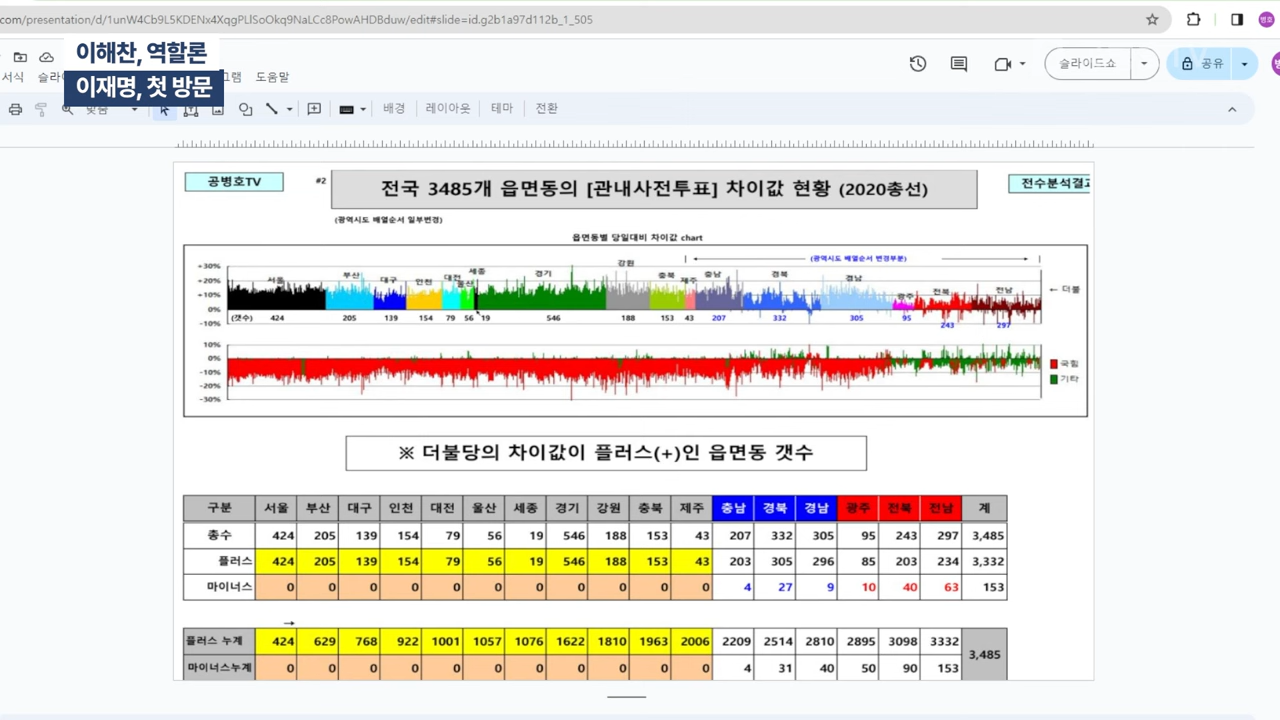 com/presentation/d/1unW4Cb9L5KDENx4XqgPLlSoOkq9NaLCc8PowAHDBduw/edit#slide=id.g2b1a97d112b_1_505
이해찬, 역할론
이재명, 첫 방문
서식 도움말
슬라이드쇼 공유
맞춤 배경 레이아웃 테마 전환
공병호TV #2 전국 3485개 읍면동의 [관내사전투표] 차이값 현황 (2020총선) 전수분석결과
(광역시도 배열순서 일부변경)
읍면동별 당일대비 차이값 chart
(광역시도 배열순서 변경부분)
+30%
+20%
+10%
0%
-10%
서울 부산 대구 인천 대전 울산 세종 경기 강원 충북 제주 충남 경북 경남 광주 전북 전남
← 더불
(갯수) 424 205 139 154 79 56 19 546 188 153 43 207 332 305 95 243 297
10%
0%
-10%
-20%
-30%
국힘
기타
※ 더불당의 차이값이 플러스(+)인 읍면동 갯수
구분 서울 부산 대구 인천 대전 울산 세종 경기 강원 충북 제주 충남 경북 경남 광주 전북 전남 계
총수 424 205 139 154 79 56 19 546 188 153 43 207 332 305 95 243 297 3,485
플러스 424 205 139 154 79 56 19 546 188 153 43 203 305 296 85 203 234 3,332
마이너스 0 0 0 0 0 0 0 0 0 0 0 4 27 9 10 40 63 153
→
플러스 누계 424 629 768 922 1001 1057 1076 1622 1810 1963 2006 2209 2514 2810 2895 3098 3332 3,485
마이너스누계 0 0 0 0 0 0 0 0 0 0 0 4 31 40 50 90 153